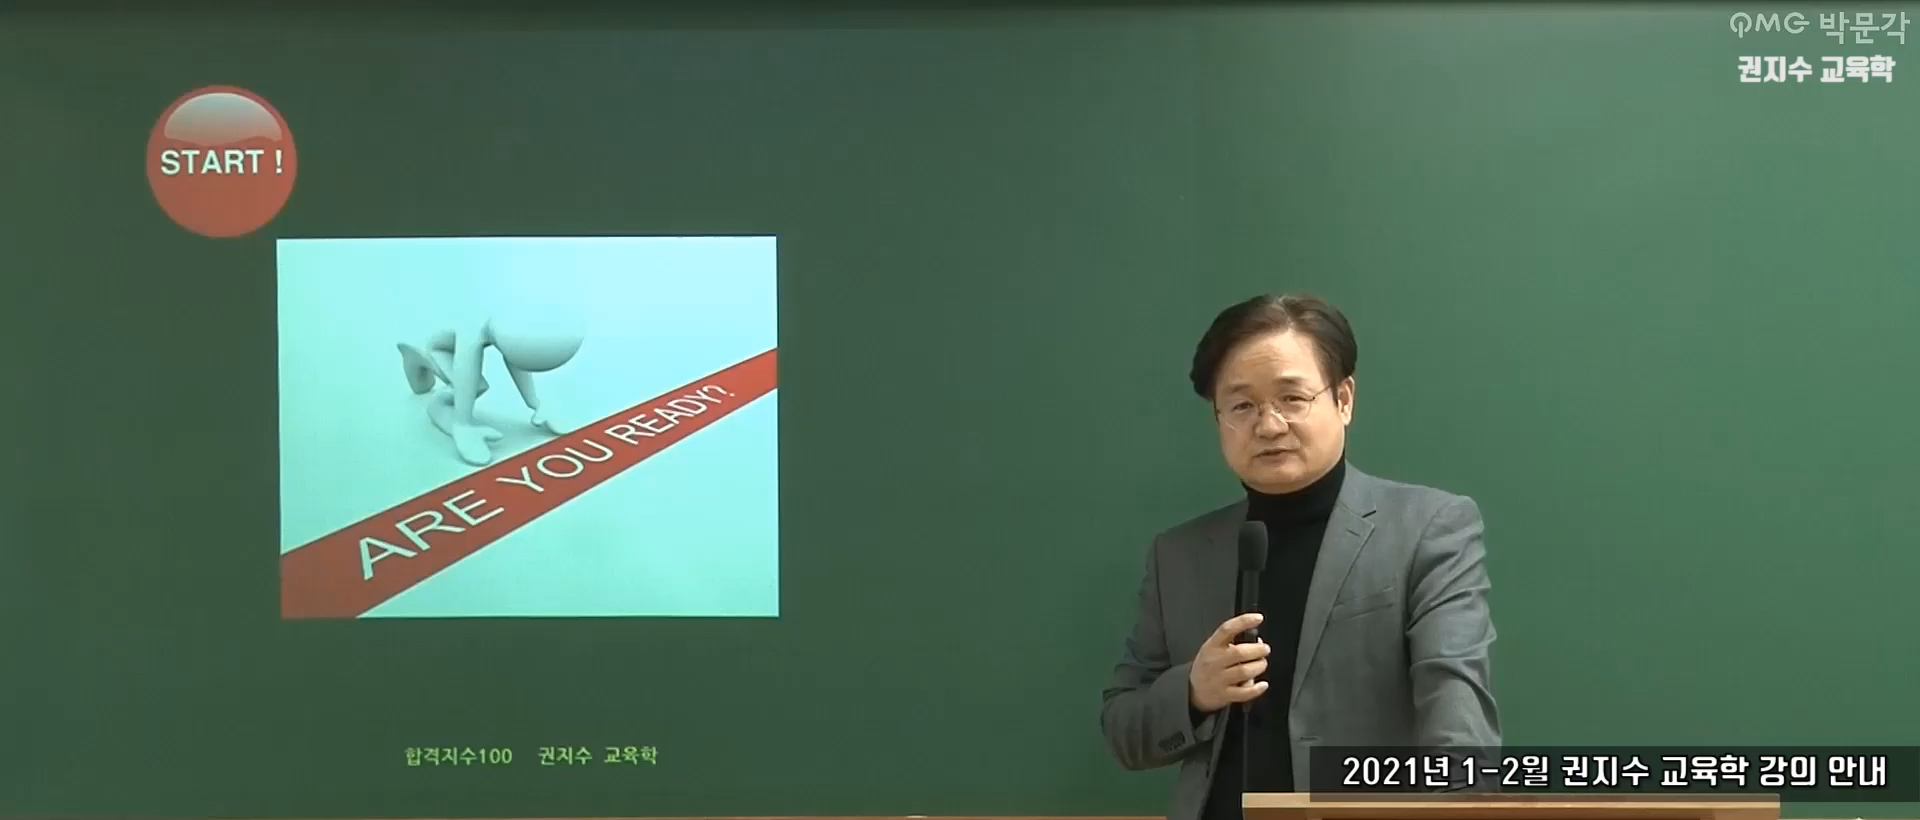 PMG 박문각
권지수 교육학
START !
ARE YOU READY?
합격지수100 권지수 교육학
2021년 1-2월 권지수 교육학 강의 안내